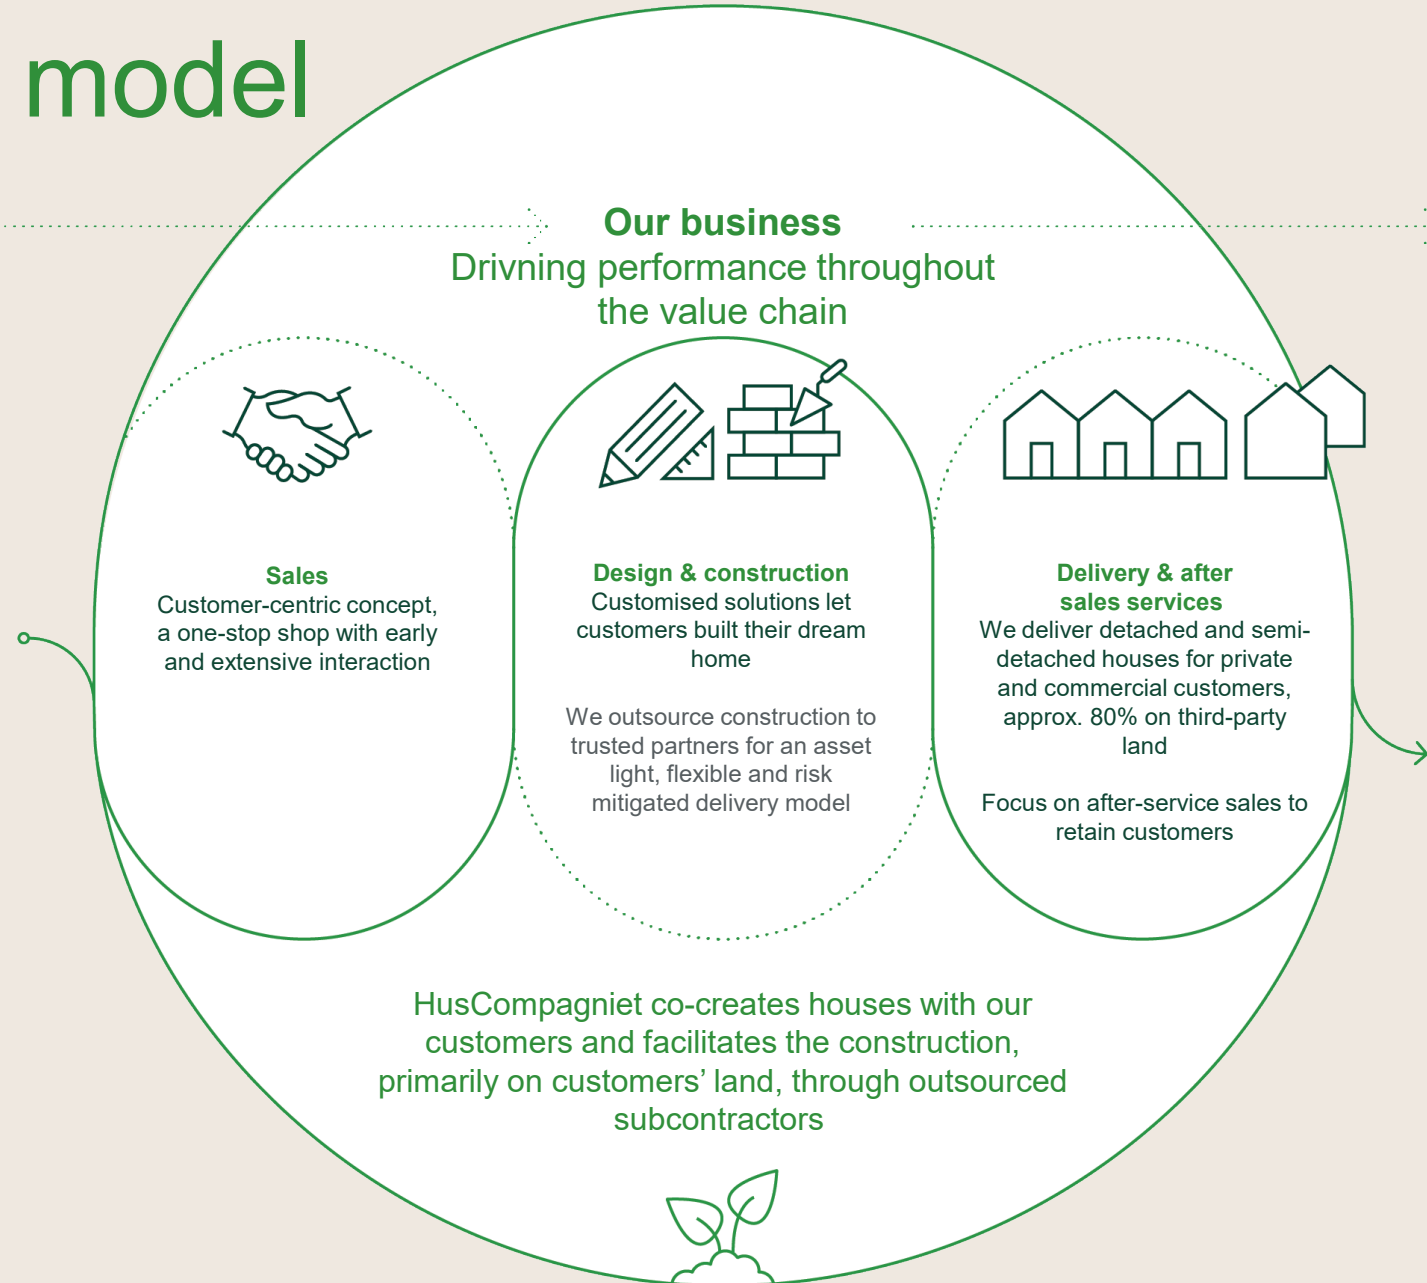 model
Our business
Drivning performance throughout
the value chain
Sales
Customer-centric concept,
a one-stop shop with early
and extensive interaction
Design & construction
Customised solutions let
customers built their dream
home
We outsource construction to
trusted partners for an asset
light, flexible and risk
mitigated delivery model
Delivery & after
sales services
We deliver detached and semi-
detached houses for private
and commercial customers,
approx. 80% on third-party
land
Focus on after-service sales to
retain customers
HusCompagniet co-creates houses with our
customers and facilitates the construction,
primarily on customers’ land, through outsourced
subcontractors